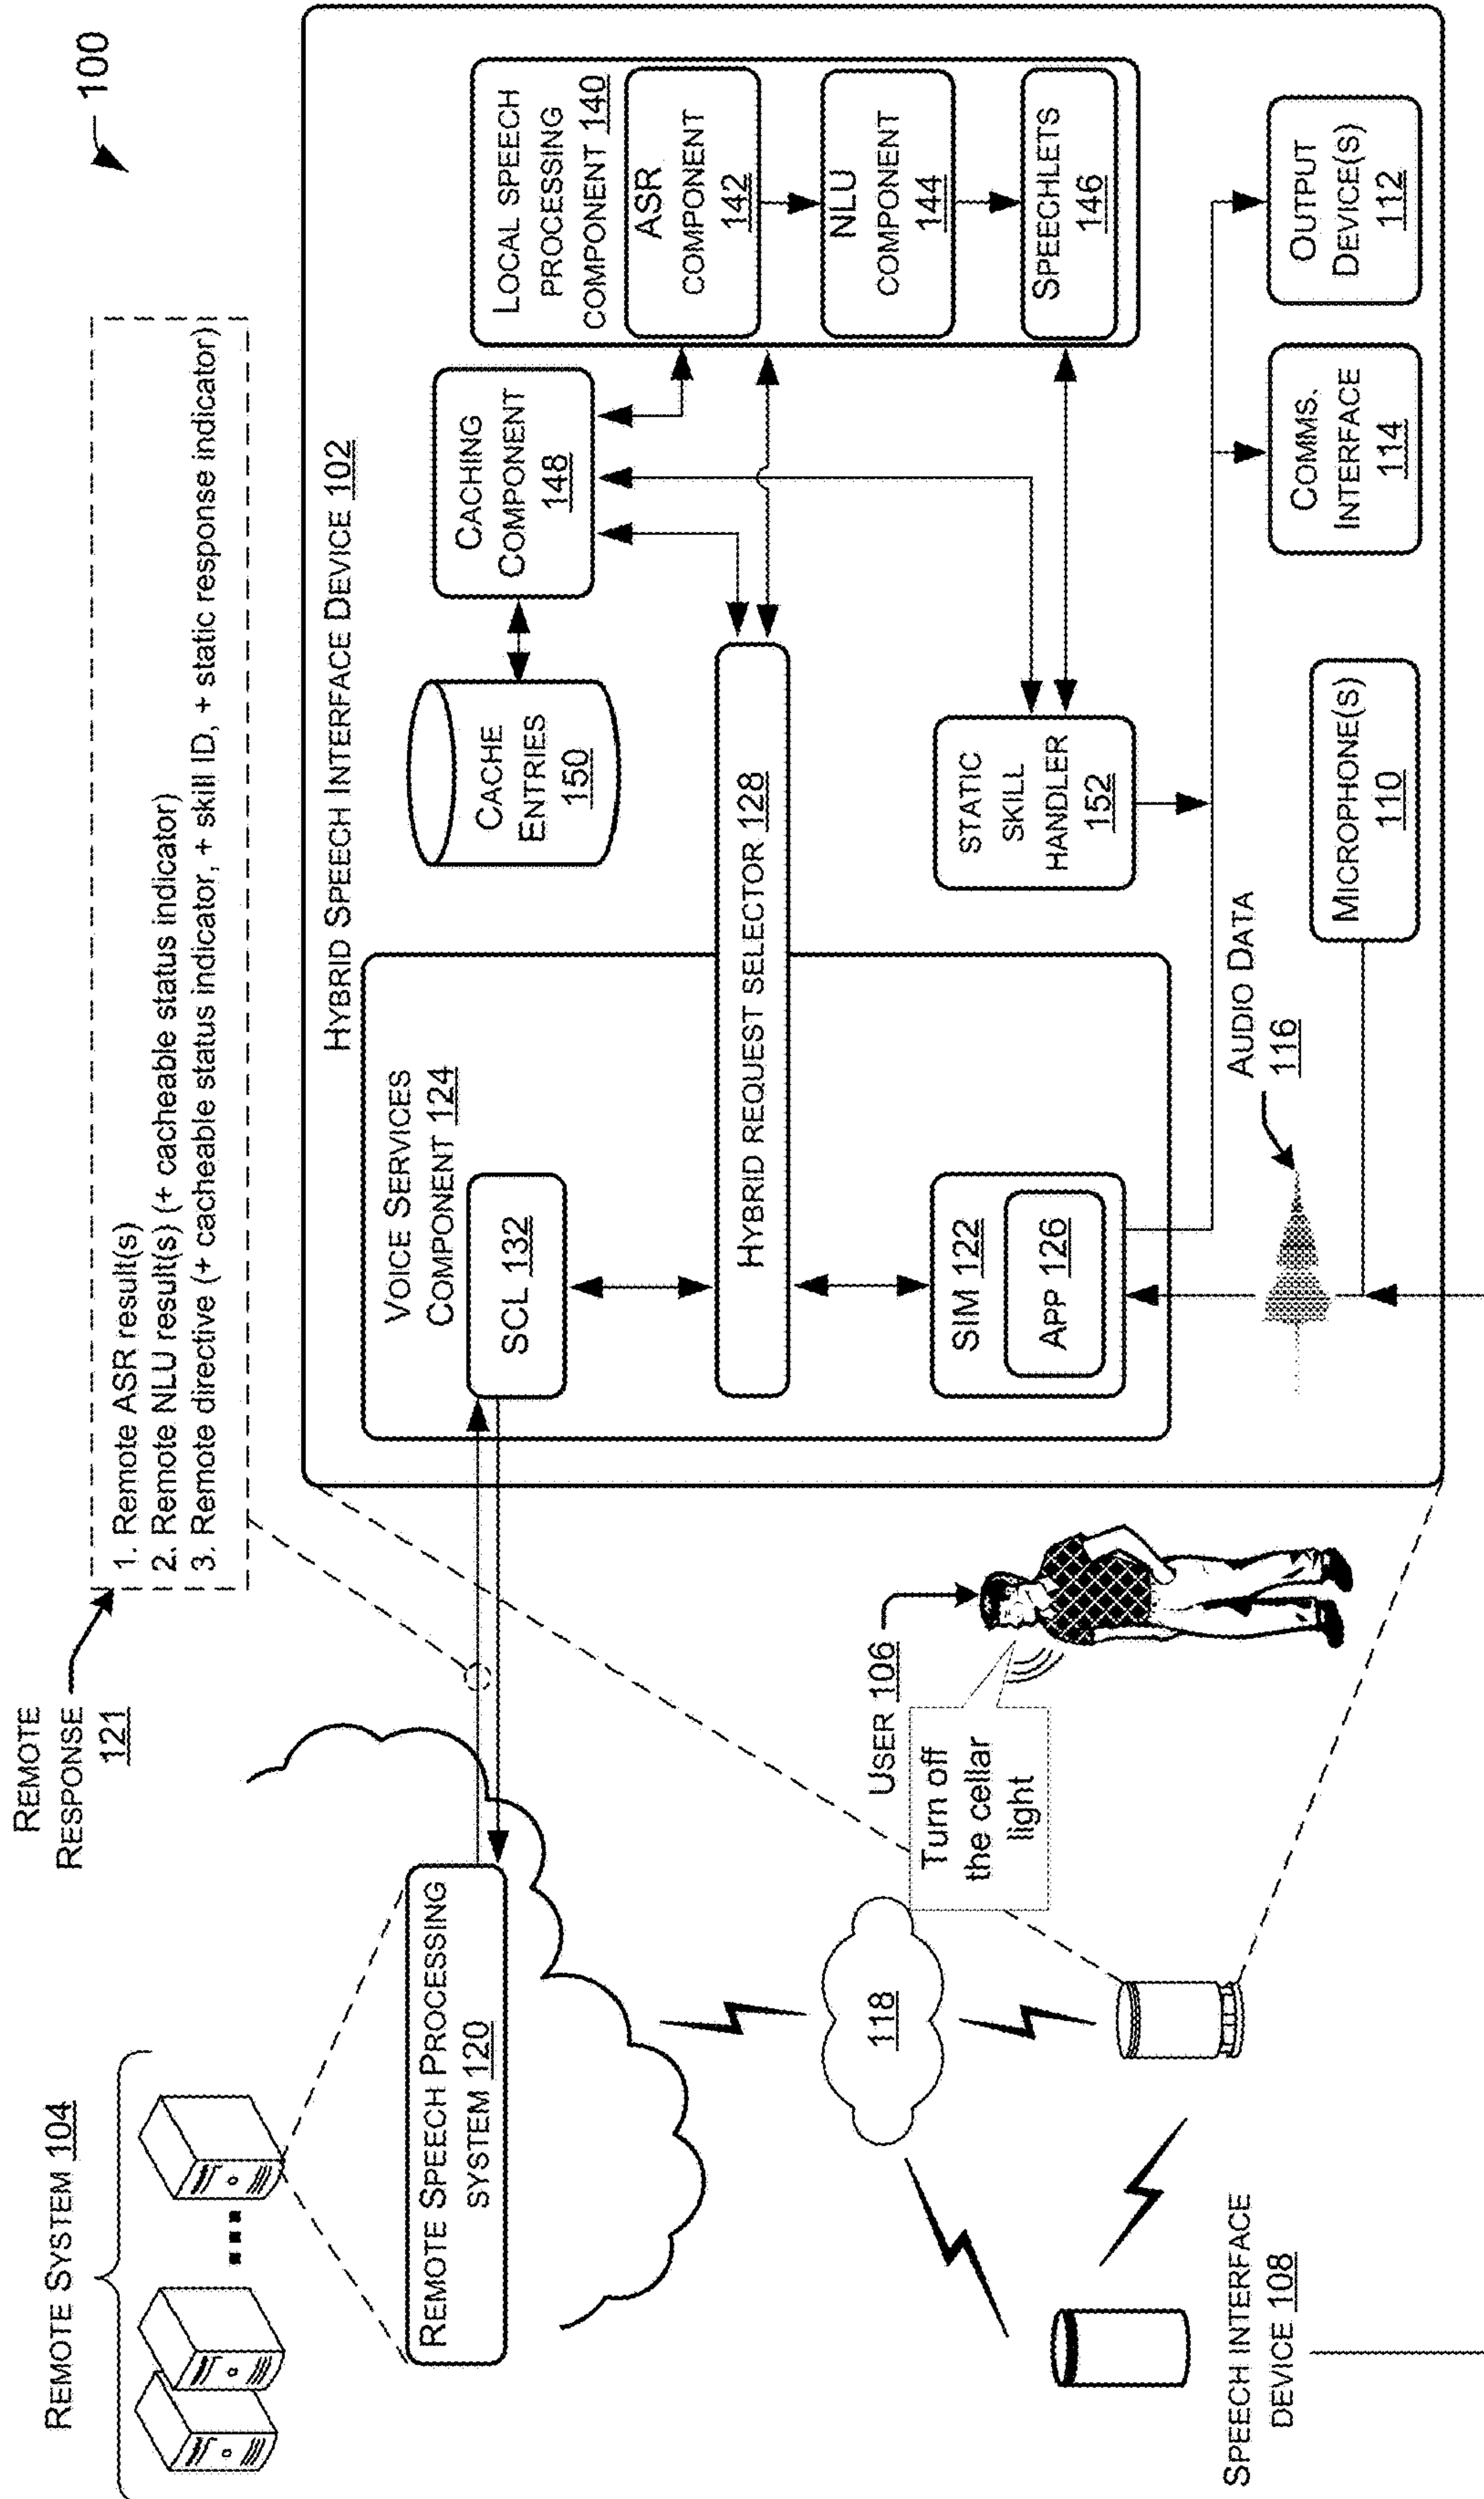 100
REMOTE SYSTEM 104
REMOTE
RESPONSE
121
1. Remote ASR result(s)
2. Remote NLU result(s) (+ cacheable status indicator)
3. Remote directive (+ cacheable status indicator, + skill ID, + static response indicator)
REMOTE SPEECH PROCESSING
SYSTEM 120
118
USER 106
Turn off
the cellar
light
SPEECH INTERFACE
DEVICE 108
HYBRID SPEECH INTERFACE DEVICE 102
VOICE SERVICES
COMPONENT 124
SCL 132
HYBRID REQUEST SELECTOR 128
SIM 122
APP 126
AUDIO DATA
116
CACHE
ENTRIES
150
CACHING
COMPONENT
148
STATIC
SKILL
HANDLER
152
LOCAL SPEECH
PROCESSING
COMPONENT 140
ASR
COMPONENT
142
NLU
COMPONENT
144
SPEECHLETS
146
MICROPHONE(S)
110
COMMS.
INTERFACE
114
OUTPUT
DEVICE(S)
112